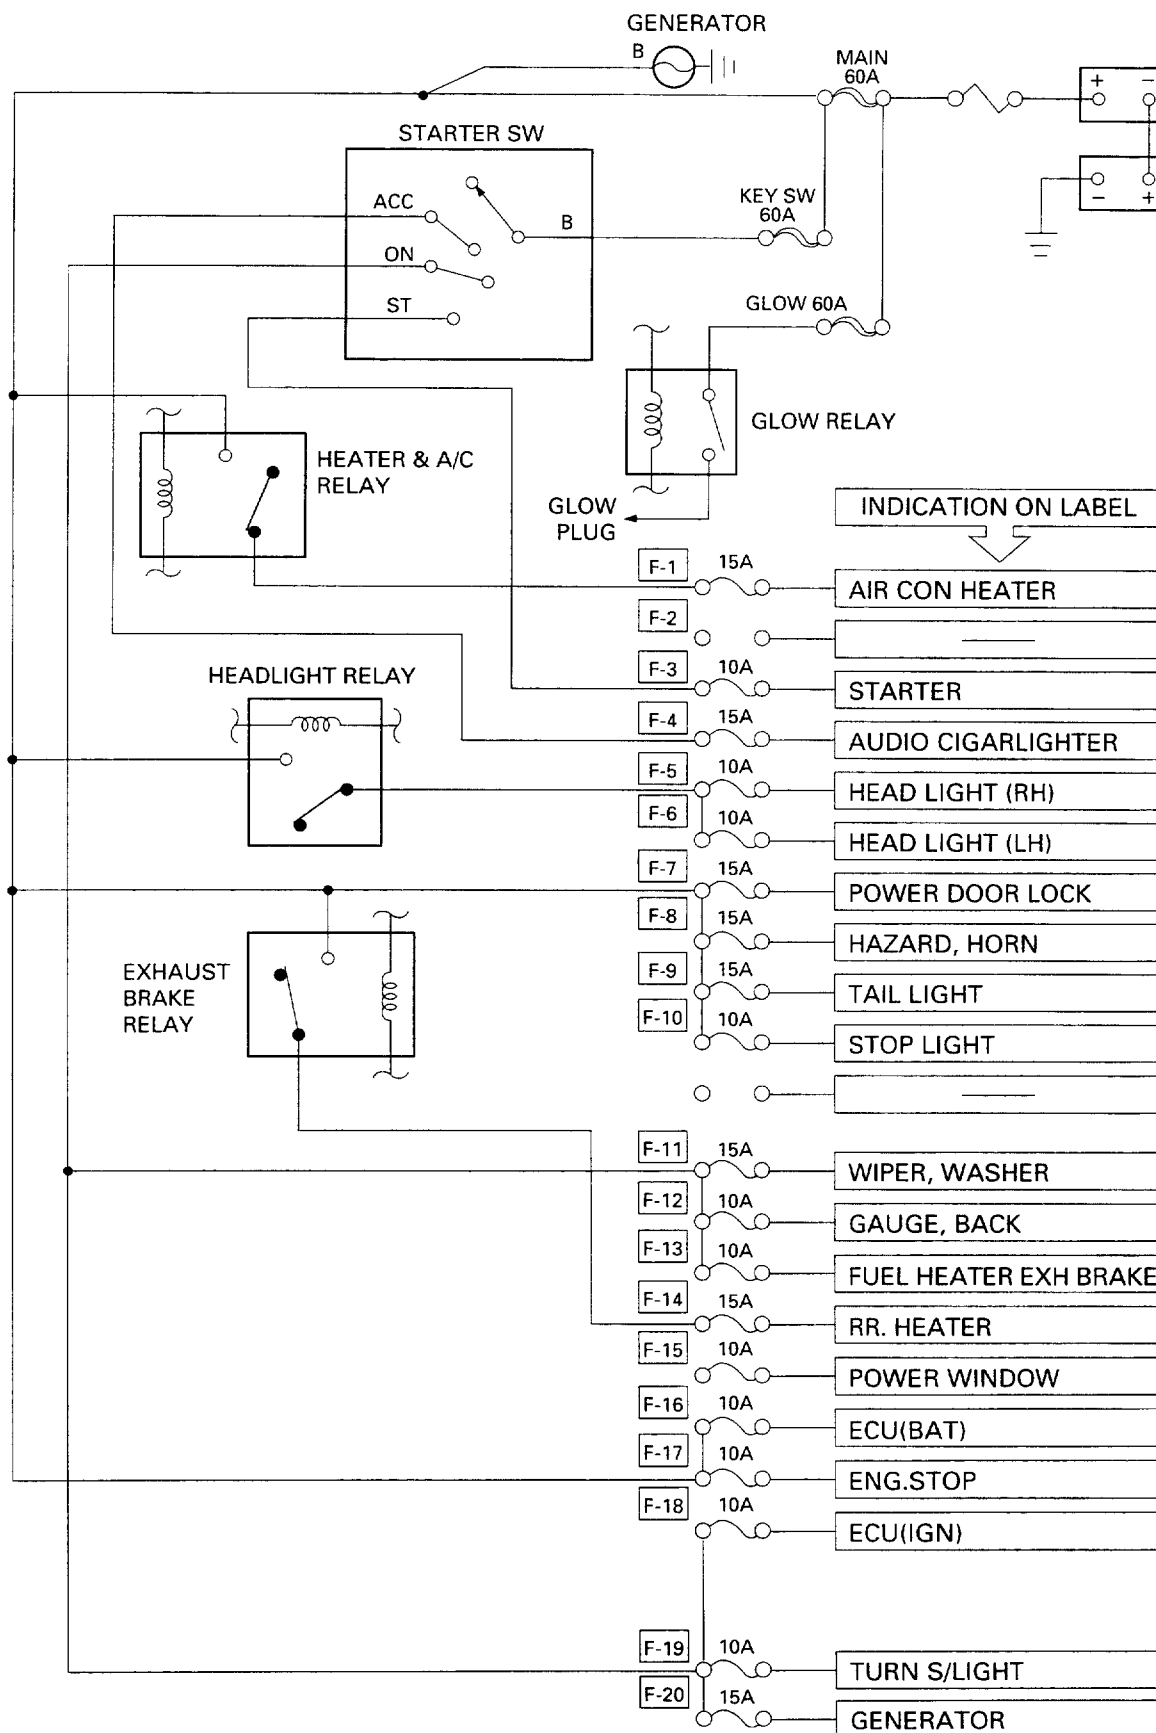 GENERATOR
B
MAIN
60A
+ −
STARTER SW
ACC
KEY SW
60A
B
− +
ON
ST
GLOW 60A
GLOW RELAY
HEATER & A/C
RELAY
GLOW
PLUG
INDICATION ON LABEL
F-1 15A AIR CON HEATER
F-2
F-3 10A STARTER
HEADLIGHT RELAY
F-4 15A AUDIO CIGARLIGHTER
F-5 10A HEAD LIGHT (RH)
F-6 10A HEAD LIGHT (LH)
F-7 15A POWER DOOR LOCK
F-8 15A HAZARD, HORN
EXHAUST
BRAKE
RELAY
F-9 15A TAIL LIGHT
F-10 10A STOP LIGHT
F-11 15A WIPER, WASHER
F-12 10A GAUGE, BACK
F-13 10A FUEL HEATER EXH BRAKE
F-14 15A RR. HEATER
F-15 10A POWER WINDOW
F-16 10A ECU(BAT)
F-17 10A ENG.STOP
F-18 10A ECU(IGN)
F-19 10A TURN S/LIGHT
F-20 15A GENERATOR